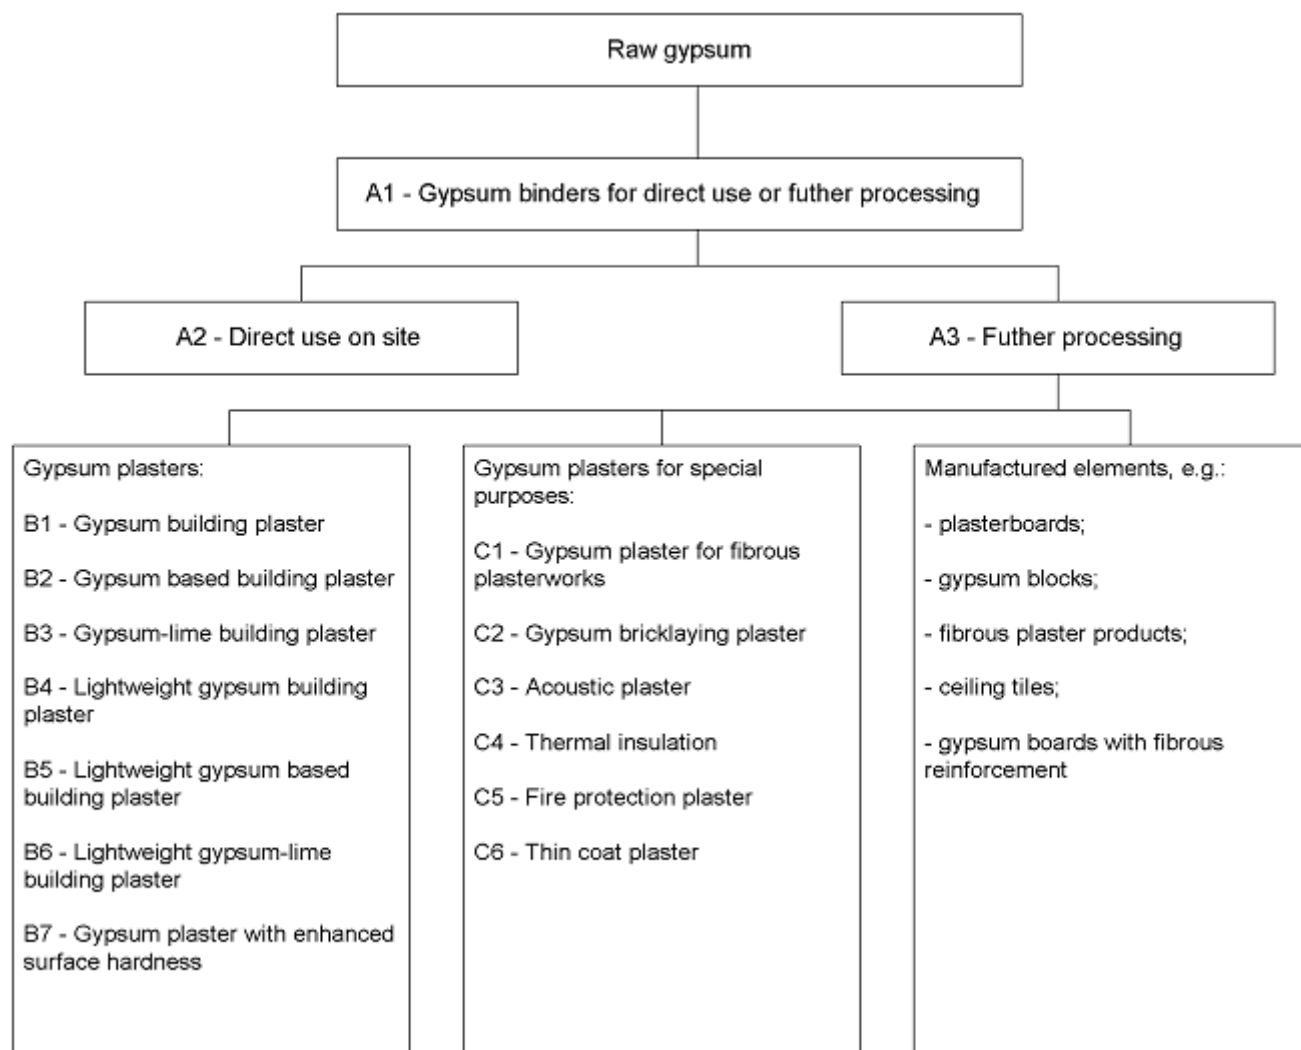 Raw gypsum
A1 - Gypsum binders for direct use or futher processing
A2 - Direct use on site
A3 - Futher processing
Gypsum plasters:
B1 - Gypsum building plaster
B2 - Gypsum based building plaster
B3 - Gypsum-lime building plaster
B4 - Lightweight gypsum building
plaster
B5 - Lightweight gypsum based
building plaster
B6 - Lightweight gypsum-lime
building plaster
B7 - Gypsum plaster with enhanced
surface hardness
Gypsum plasters for special
purposes:
C1 - Gypsum plaster for fibrous
plasterworks
C2 - Gypsum bricklaying plaster
C3 - Acoustic plaster
C4 - Thermal insulation
C5 - Fire protection plaster
C6 - Thin coat plaster
Manufactured elements, e.g.:
- plasterboards;
- gypsum blocks;
- fibrous plaster products;
- ceiling tiles;
- gypsum boards with fibrous
reinforcement